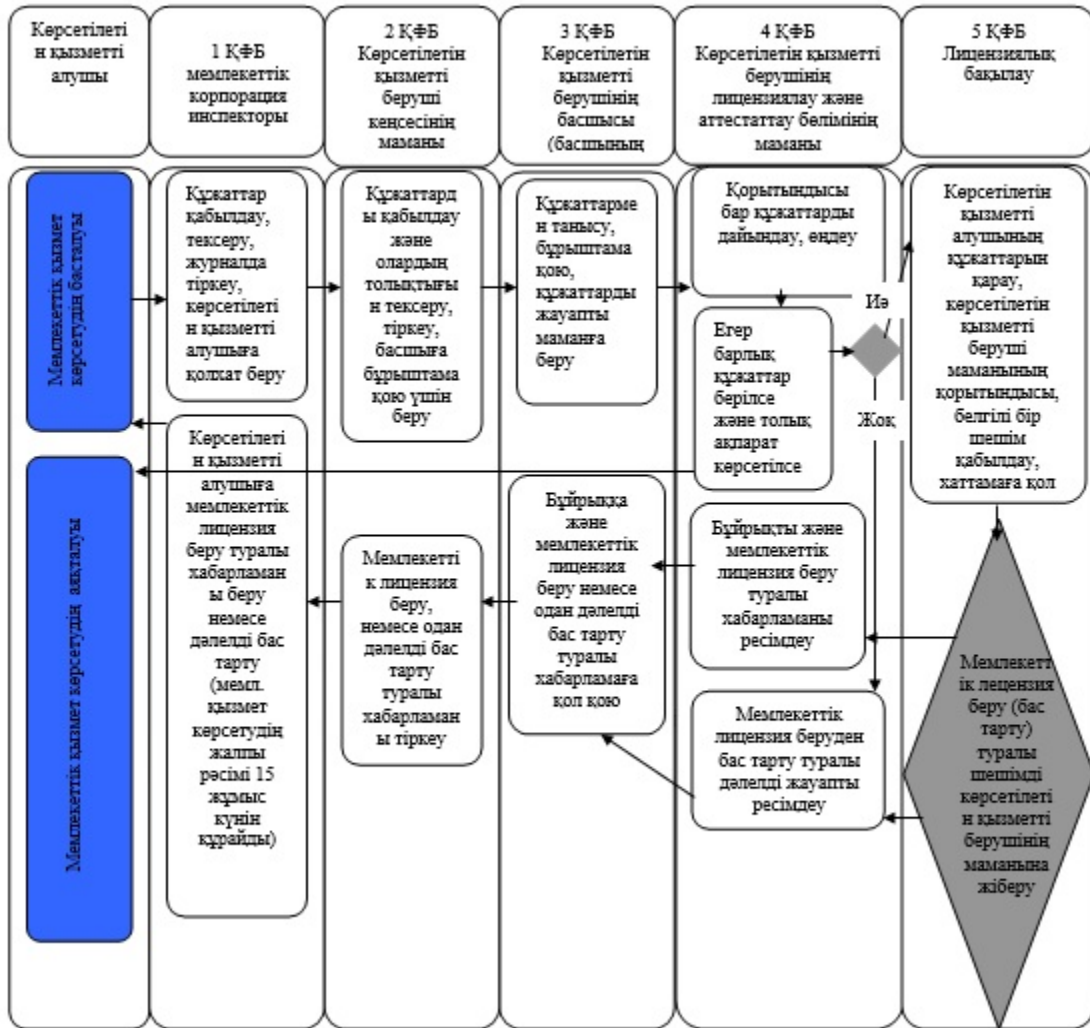 Көрсетілеті
н қызметті
алушы
1 ҚФБ
мемлекеттік
корпорация
инспекторы
2 ҚФБ
Көрсетілетін
қызметті
беруші
кеңсесінің
маманы
3 ҚФБ
Көрсетілетін
қызметті
берушінің
басшысы
(басшының
4 ҚФБ
Көрсетілетін қызметті
берушінің
лицензиялау және
аттестаттау бөлімінің
маманы
5 ҚФБ
Лицензиялық
бақылау
Мемлекеттік қызмет
көрсетудің басталуы
Құжаттар
қабылдау,
тексеру,
журналда
тіркеу,
көрсетілеті
н қызметті
алушыға
қолхат беру
Құжаттард
ы қабылдау
және
олардың
толықтығы
н тексеру,
тіркеу,
басшыға
бұрыштама
қою үшін
беру
Құжаттарме
н танысу,
бұрыштама
қою,
құжаттарды
жауапты
маманға
беру
Қорытындысы
бар құжаттарды
дайындау, өңдеу
Егер
барлық
құжаттар
берілсе
және толық
ақпарат
көрсетілсе
Иә
Жоқ
Көрсетілетін
қызметті
алушының
құжаттарын
қарау,
көрсетілетін
қызметті
беруші
маманының
қорытындысы,
белгілі бір
шешім
қабылдау,
хаттамаға қол
Мемлекеттік қызмет көрсетудің аяқталуы
Көрсетілеті
н қызметті
алушыға
мемлекеттік
лицензия
беру туралы
хабарламан
ы беру
немесе
дәлелді бас
тарту
(мемл.
қызмет
көрсетудің
жалпы
рәсімі 15
жұмыс
күнін
құрайды)
Мемлекетті
к лицензия
беру,
немесе одан
дәлелді бас
тарту
туралы
хабарламан
ы тіркеу
Бұйрыққа
және
мемлекеттік
лицензия
беру немесе
одан дәлелді
бас тарту
туралы
хабарламаға
қол қою
Бұйрықты және
мемлекеттік
лицензия беру
туралы
хабарламаны
ресімдеу
Мемлекеттік
лицензия беруден
бас тарту туралы
дәлелді жауапты
ресімдеу
Мемлекетт
ік лецензия
беру (бас
тарту)
туралы
шешімді
көрсетілеті
н қызметті
берушінің
маманына
жіберу